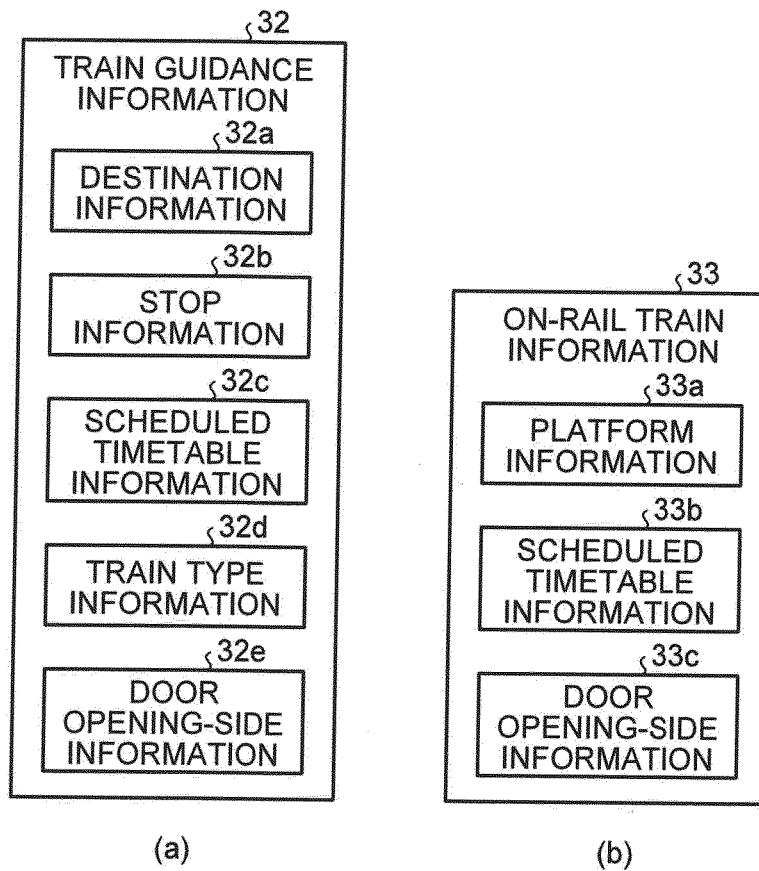 32
TRAIN GUIDANCE
INFORMATION
32a
DESTINATION
INFORMATION
32b
STOP
INFORMATION
32c
SCHEDULED
TIMETABLE
INFORMATION
32d
TRAIN TYPE
INFORMATION
32e
DOOR
OPENING-SIDE
INFORMATION
(a)
33
ON-RAIL TRAIN
INFORMATION
33a
PLATFORM
INFORMATION
33b
SCHEDULED
TIMETABLE
INFORMATION
33c
DOOR
OPENING-SIDE
INFORMATION
(b)